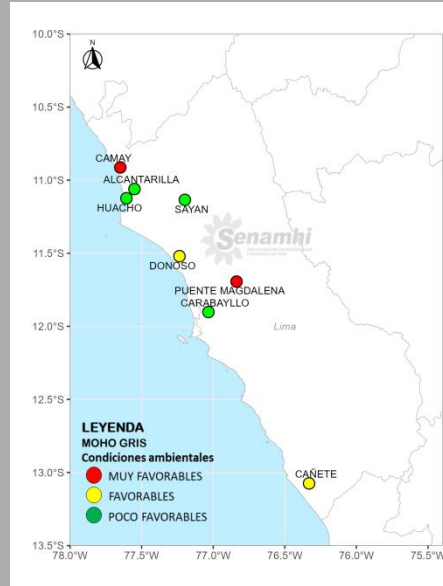 10.0°S
N
10.5°S
CAMAY
11.0°S
ALCANTARILLA
HUACHO
SAYAN
Senamhi
11.5°S
DONOSO
PUENTE MAGDALENA
CARABAYLLO
12.0°S
Lima
12.5°S
LEYENDA
MOHO GRIS
Condiciones ambientales
MUY FAVORABLES
FAVORABLES
POCO FAVORABLES
CAÑETE
13.0°S
13.5°S
78.0°W 77.5°W 77.0°W 76.5°W 76.0°W 75.5°W